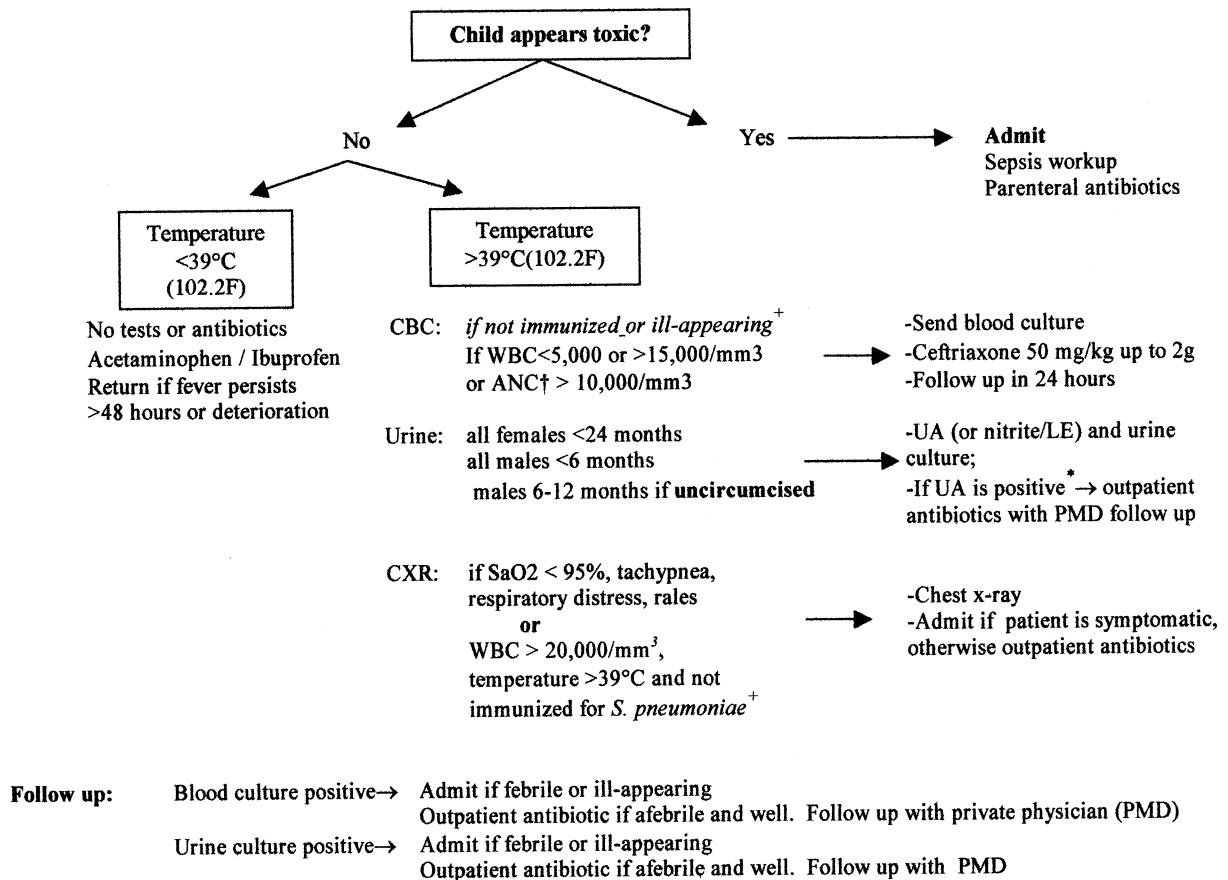 Child appears toxic?
No
Yes
Admit
Sepsis workup
Parenteral antibiotics
Temperature
<39°C
(102.2F)
Temperature
>39°C(102.2F)
No tests or antibiotics
Acetaminophen / Ibuprofen
Return if fever persists
>48 hours or deterioration
CBC: if not immunized or ill-appearing+
If WBC<5,000 or >15,000/mm3
or ANC† > 10,000/mm3
-Send blood culture
-Ceftriaxone 50 mg/kg up to 2g
-Follow up in 24 hours
Urine: all females <24 months
all males <6 months
males 6-12 months if uncircumcised
-UA (or nitrite/LE) and urine
culture;
-If UA is positive* → outpatient
antibiotics with PMD follow up
CXR: if SaO2 < 95%, tachypnea,
respiratory distress, rales
or
WBC > 20,000/mm³,
temperature >39°C and not
immunized for S. pneumoniae+
-Chest x-ray
-Admit if patient is symptomatic,
otherwise outpatient antibiotics
Follow up: Blood culture positive→ Admit if febrile or ill-appearing
Outpatient antibiotic if afebrile and well. Follow up with private physician (PMD)
Urine culture positive→ Admit if febrile or ill-appearing
Outpatient antibiotic if afebrile and well. Follow up with PMD